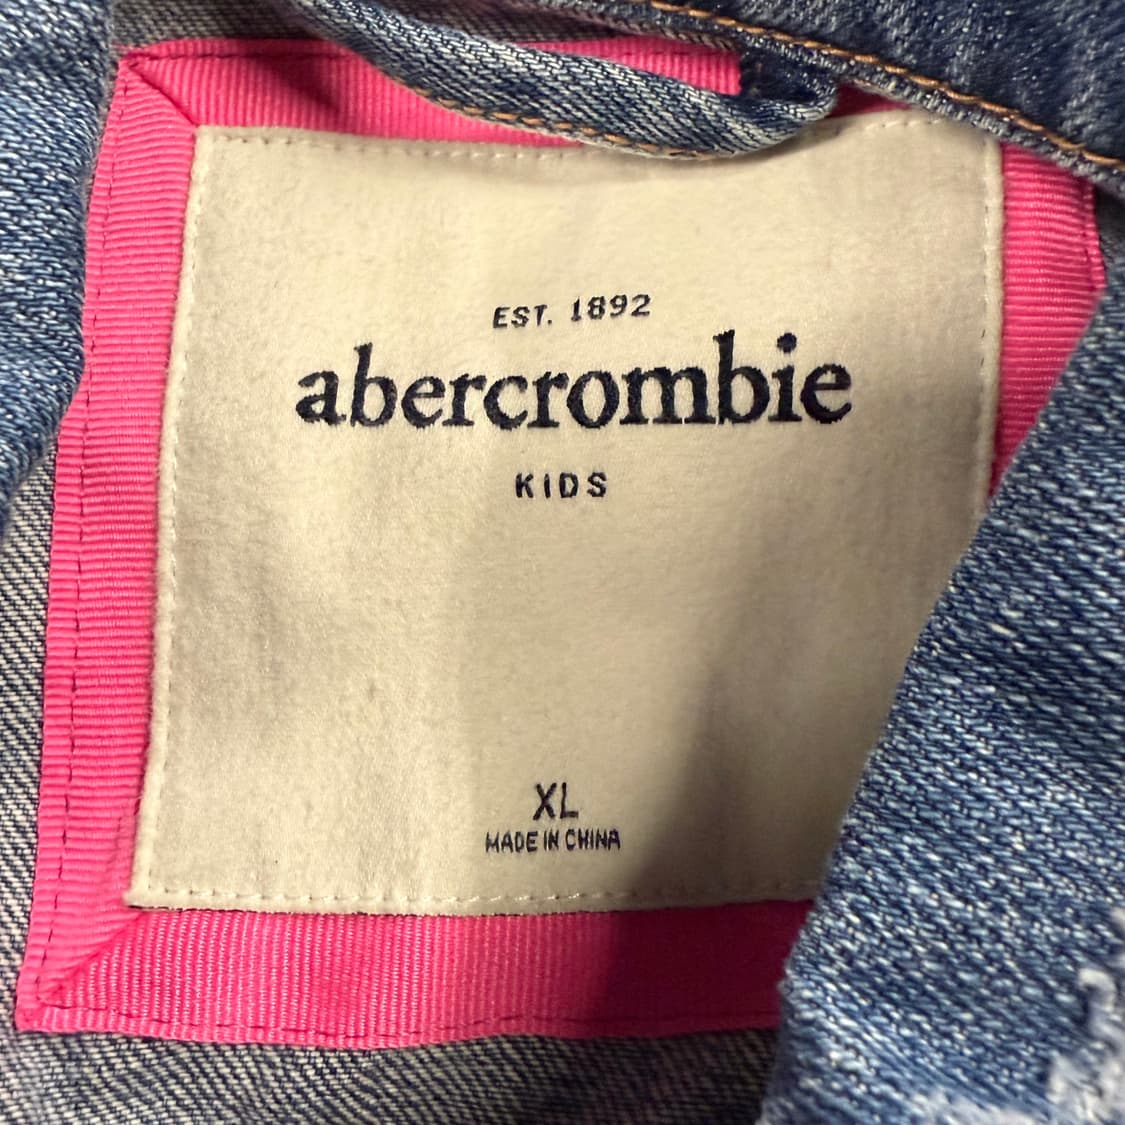 EST. 1892
abercrombie
KIDS
XL
MADE IN CHINA